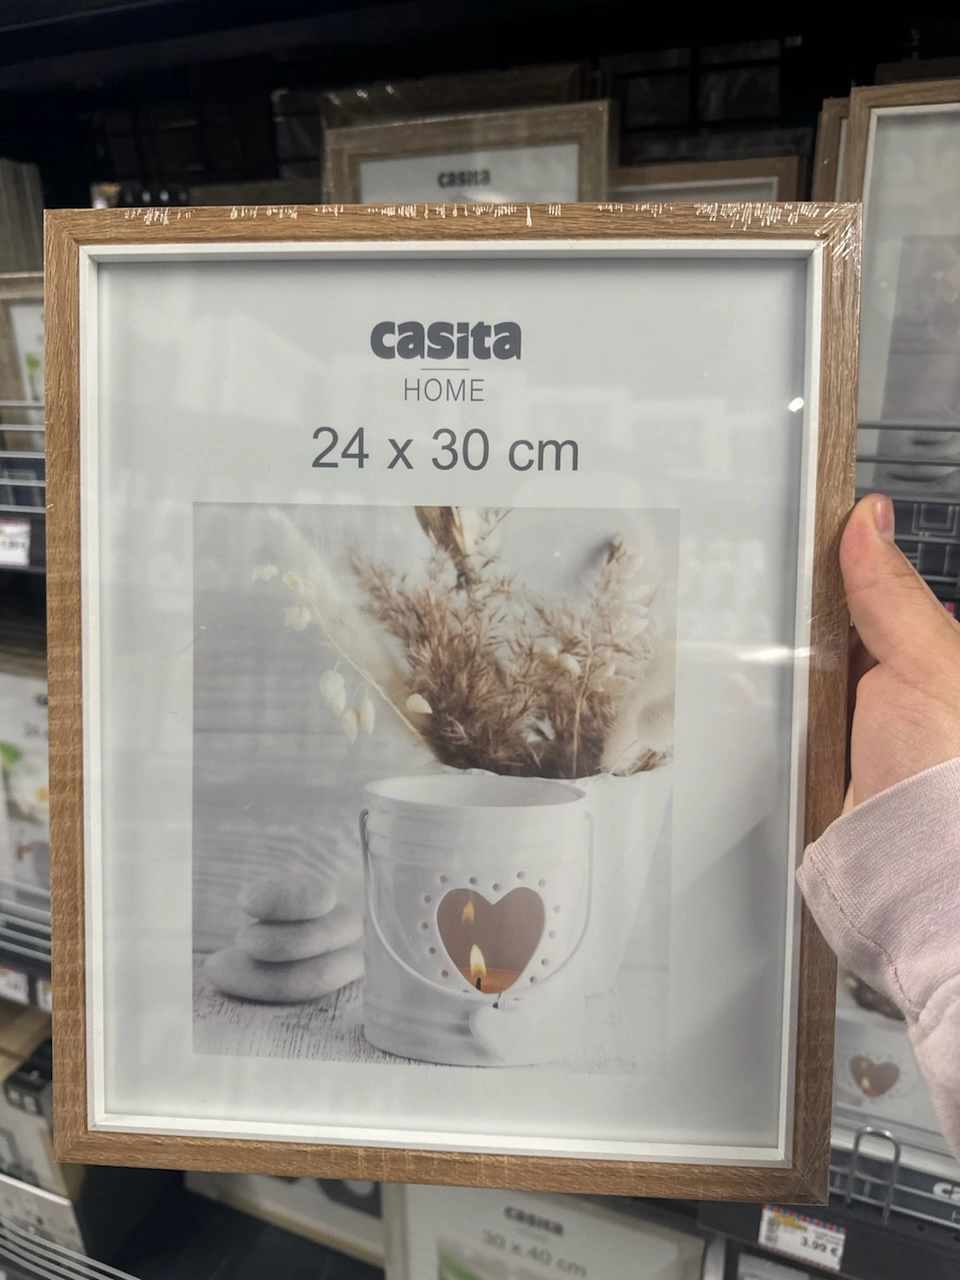 casita
casita
HOME
24 x 30 cm
casita
30 x 40 cm
3.99 €